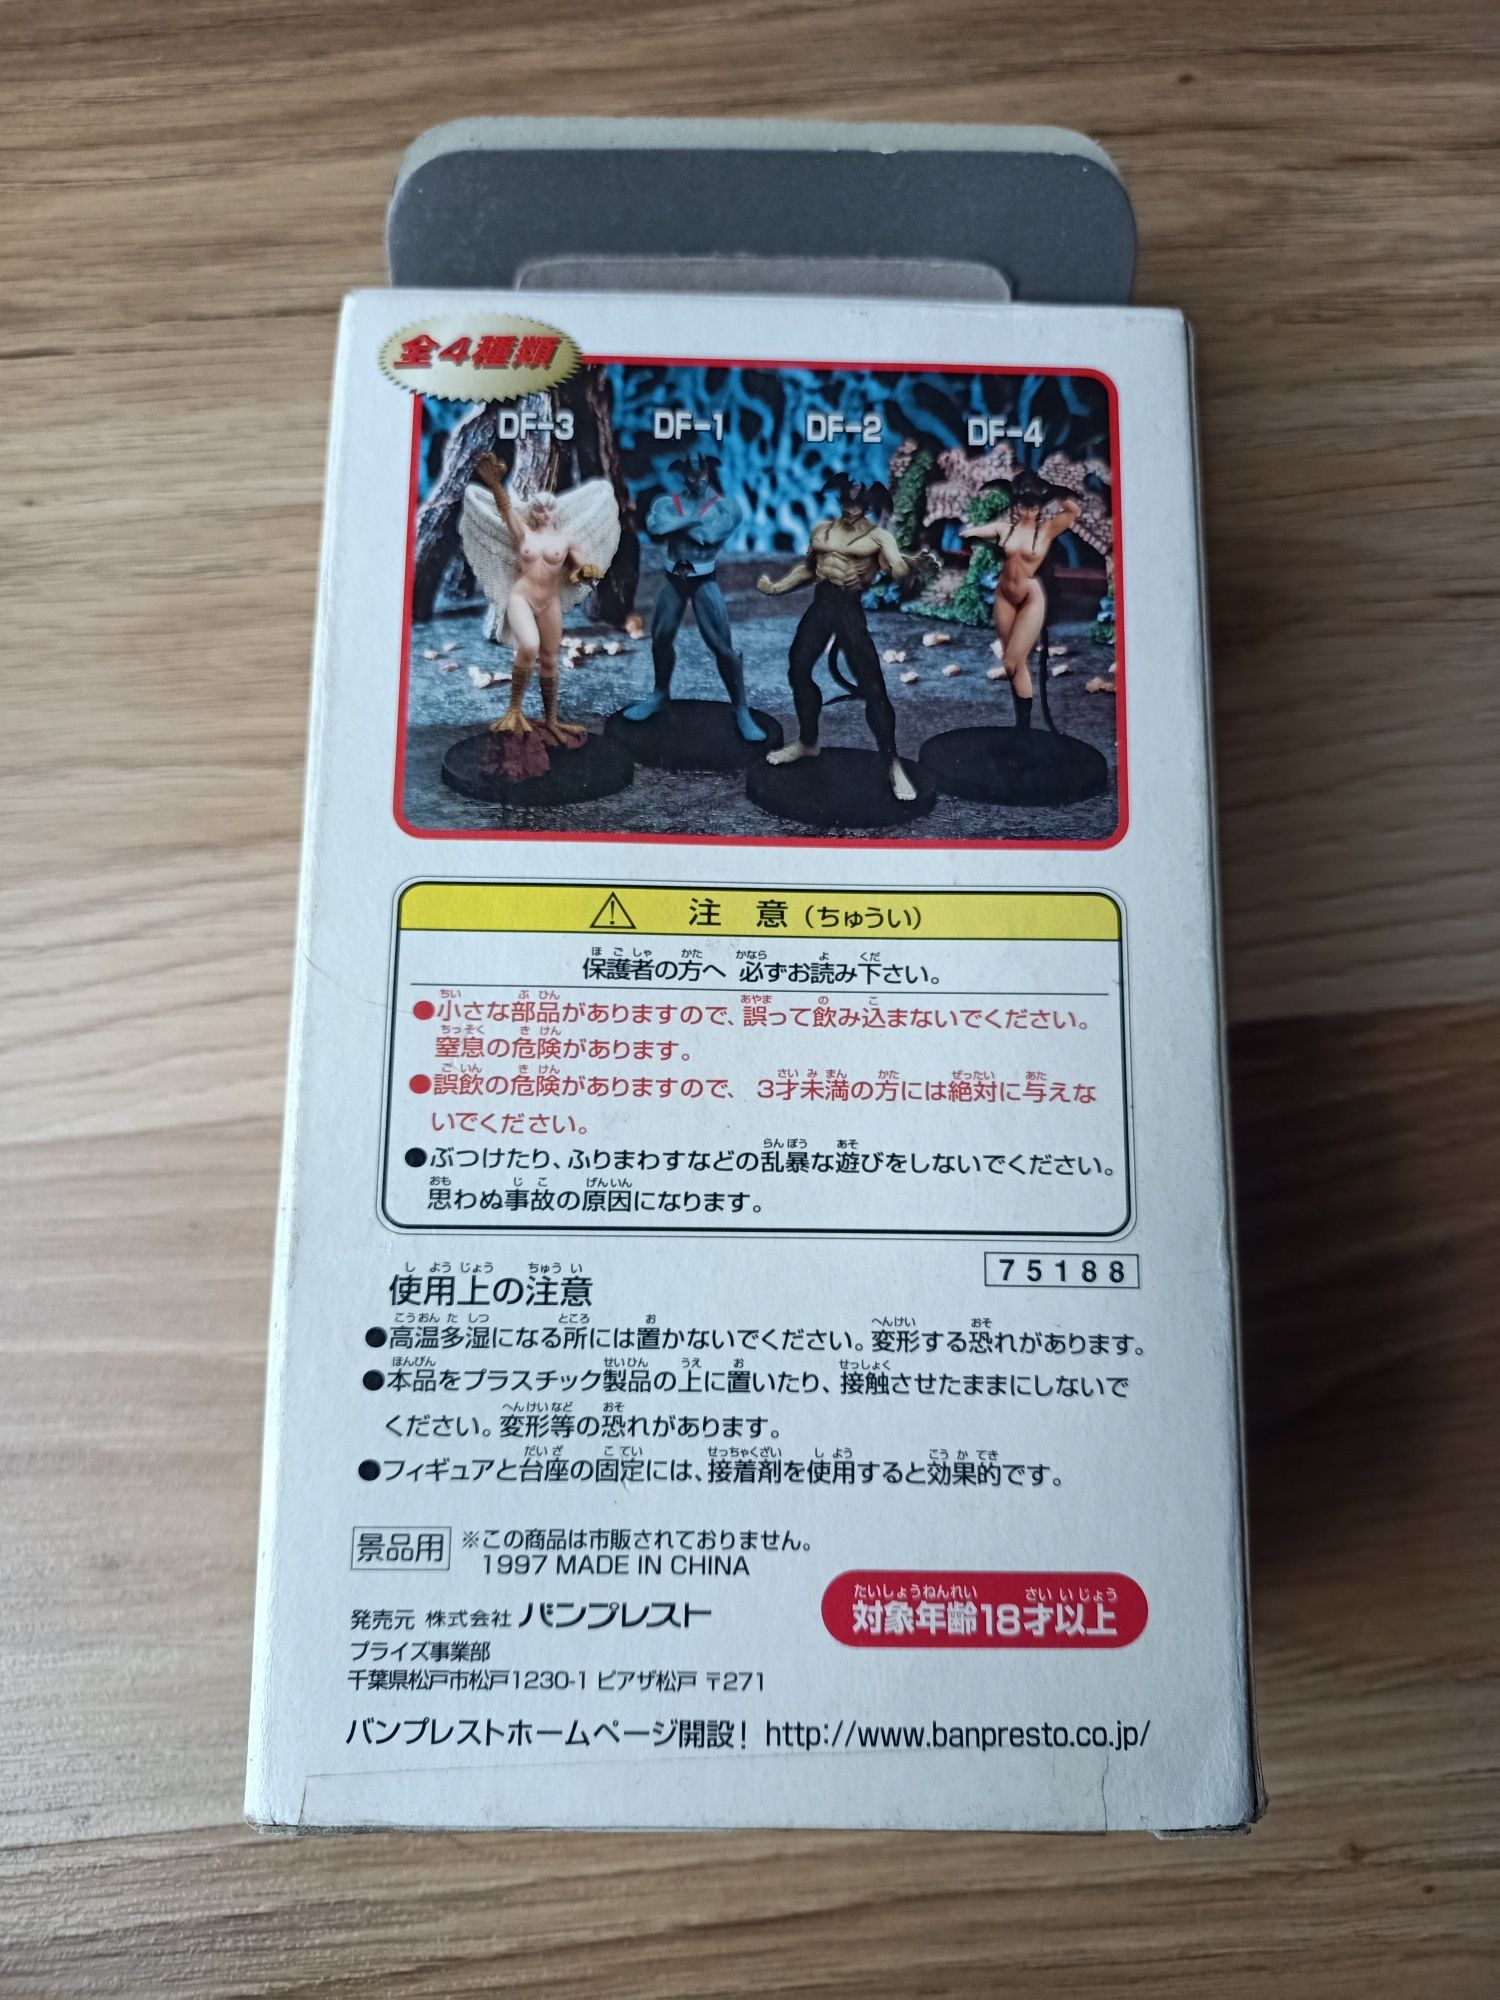 全4種類
DF-3 DF-1 DF-2 DF-4
注 意(ちゅうい)
保護者の方へ 必ずお読み下さい。
●小さな部品がありますので、誤って飲み込まないでください。
窒息の危険があります。
●誤飲の危険がありますので、3才未満の方には絶対に与えな
いでください。
●ぶつけたり、ふりまわすなどの乱暴な遊びをしないでください。
思わぬ事故の原因になります。
75188
使用上の注意
●高温多湿になる所には置かないでください。変形する恐れがあります。
●本品をプラスチック製品の上に置いたり、接触させたままにしないで
ください。変形等の恐れがあります。
●フィギュアと台座の固定には、接着剤を使用すると効果的です。
景品用 ※この商品は市販されておりません。
1997 MADE IN CHINA
対象年齢18才以上
発売元 株式会社 バンプレスト
プライズ事業部
千葉県松戸市松戸1230-1 ピアザ松戸 〒271
バンプレストホームページ開設! http://www.banpresto.co.jp/